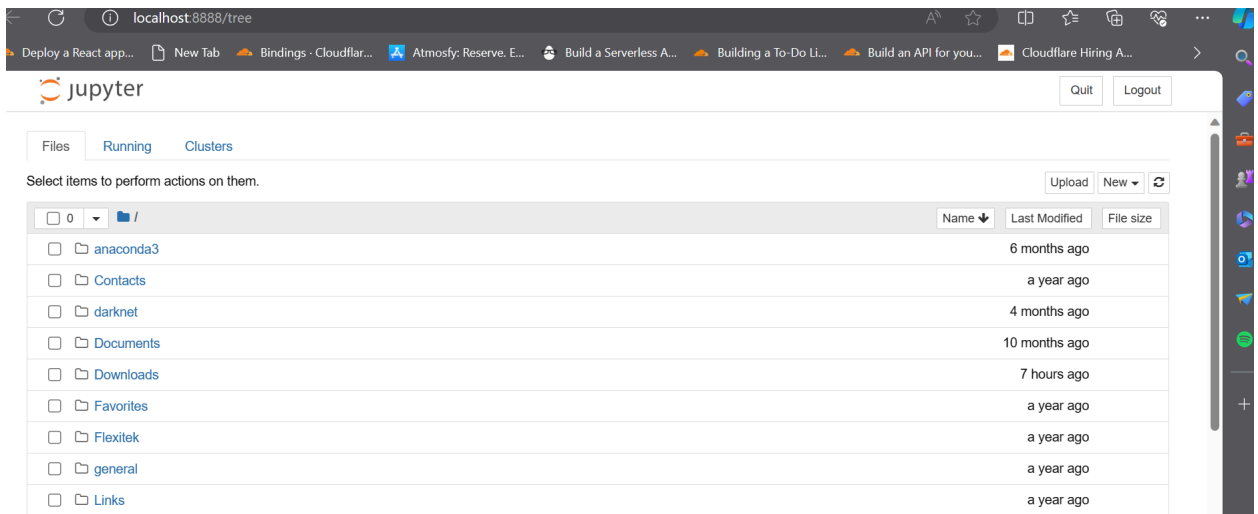 localhost:8888/tree
Deploy a React app... New Tab Bindings · Cloudflar... Atmosfy: Reserve. E... Build a Serverless A... Building a To-Do Li... Build an API for you... Cloudflare Hiring A...
jupyter Quit Logout
Files Running Clusters
Select items to perform actions on them. Upload New
0 / Name Last Modified File size
anaconda3 6 months ago
Contacts a year ago
darknet 4 months ago
Documents 10 months ago
Downloads 7 hours ago
Favorites a year ago
Flexitek a year ago
general a year ago
Links a year ago